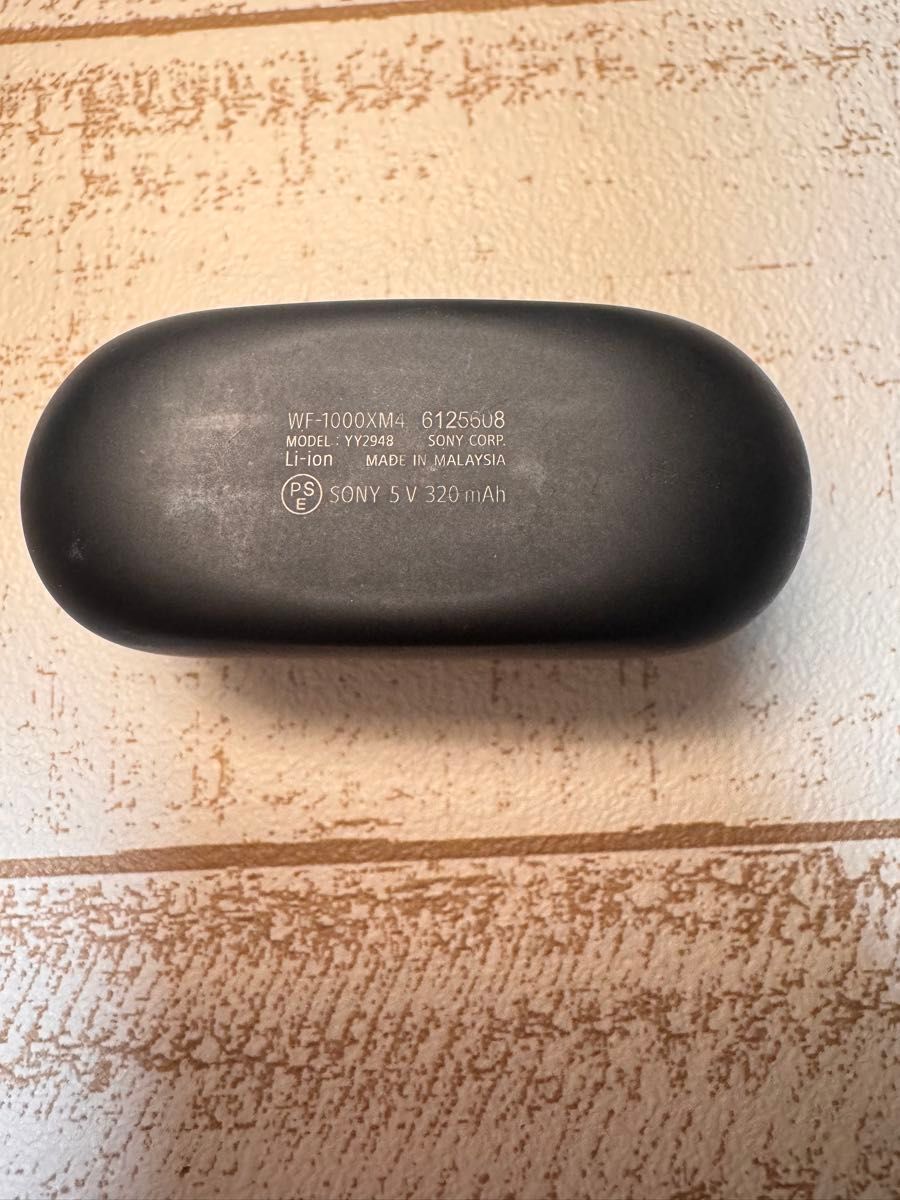 WF-1000XM4 6125608
MODEL : YY2948 SONY CORP.
Li-ion MADE IN MALAYSIA
PSE SONY 5 V 320 mAh